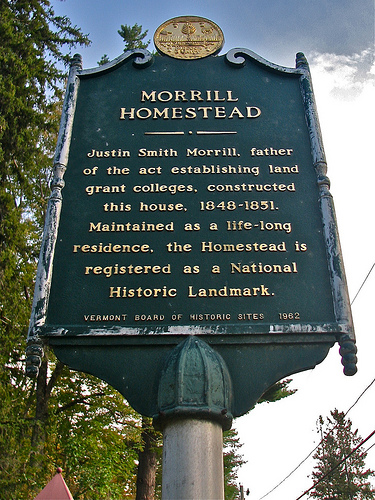 MORRILL
HOMESTEAD
Justin Smith Morrill, father
of the act establishing land
grant colleges, constructed
this house, 1848-1851.
Maintained as a life-long
residence, the Homestead is
registered as a National
Historic Landmark.
VERMONT BOARD OF HISTORIC SITES 1962